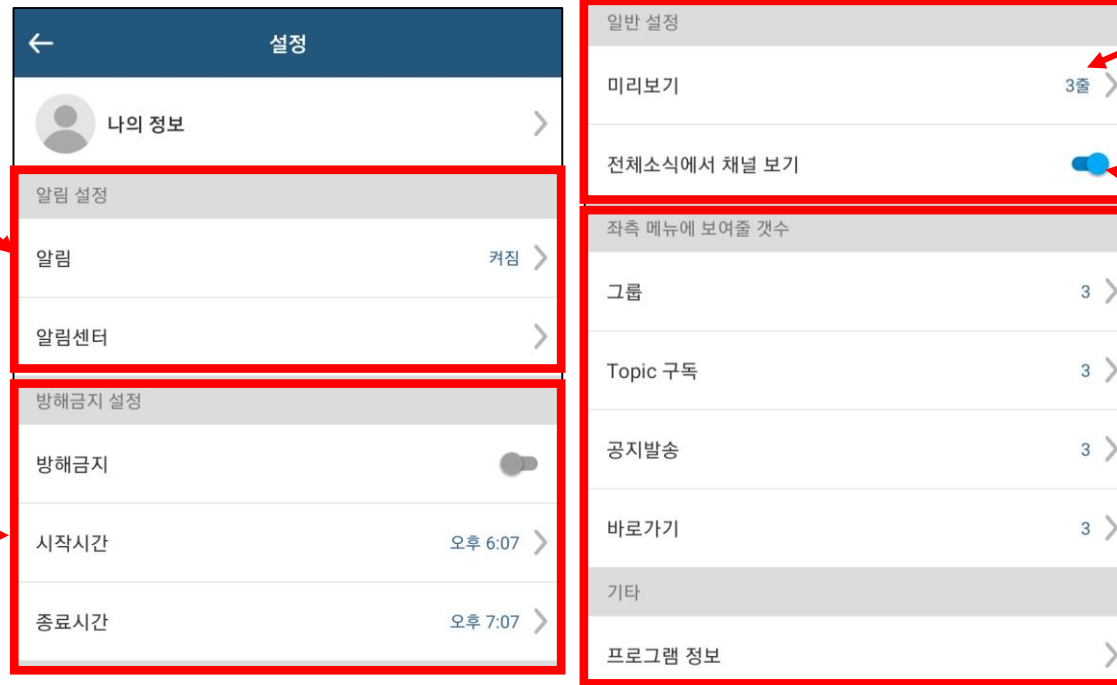 설정
나의 정보
알림 설정
알림 켜짐
알림센터
방해금지 설정
방해금지
시작시간 오후 6:07
종료시간 오후 7:07
일반 설정
미리보기 3줄
전체소식에서 채널 보기
좌측 메뉴에 보여줄 갯수
그룹 3
Topic 구독 3
공지발송 3
바로가기 3
기타
프로그램 정보